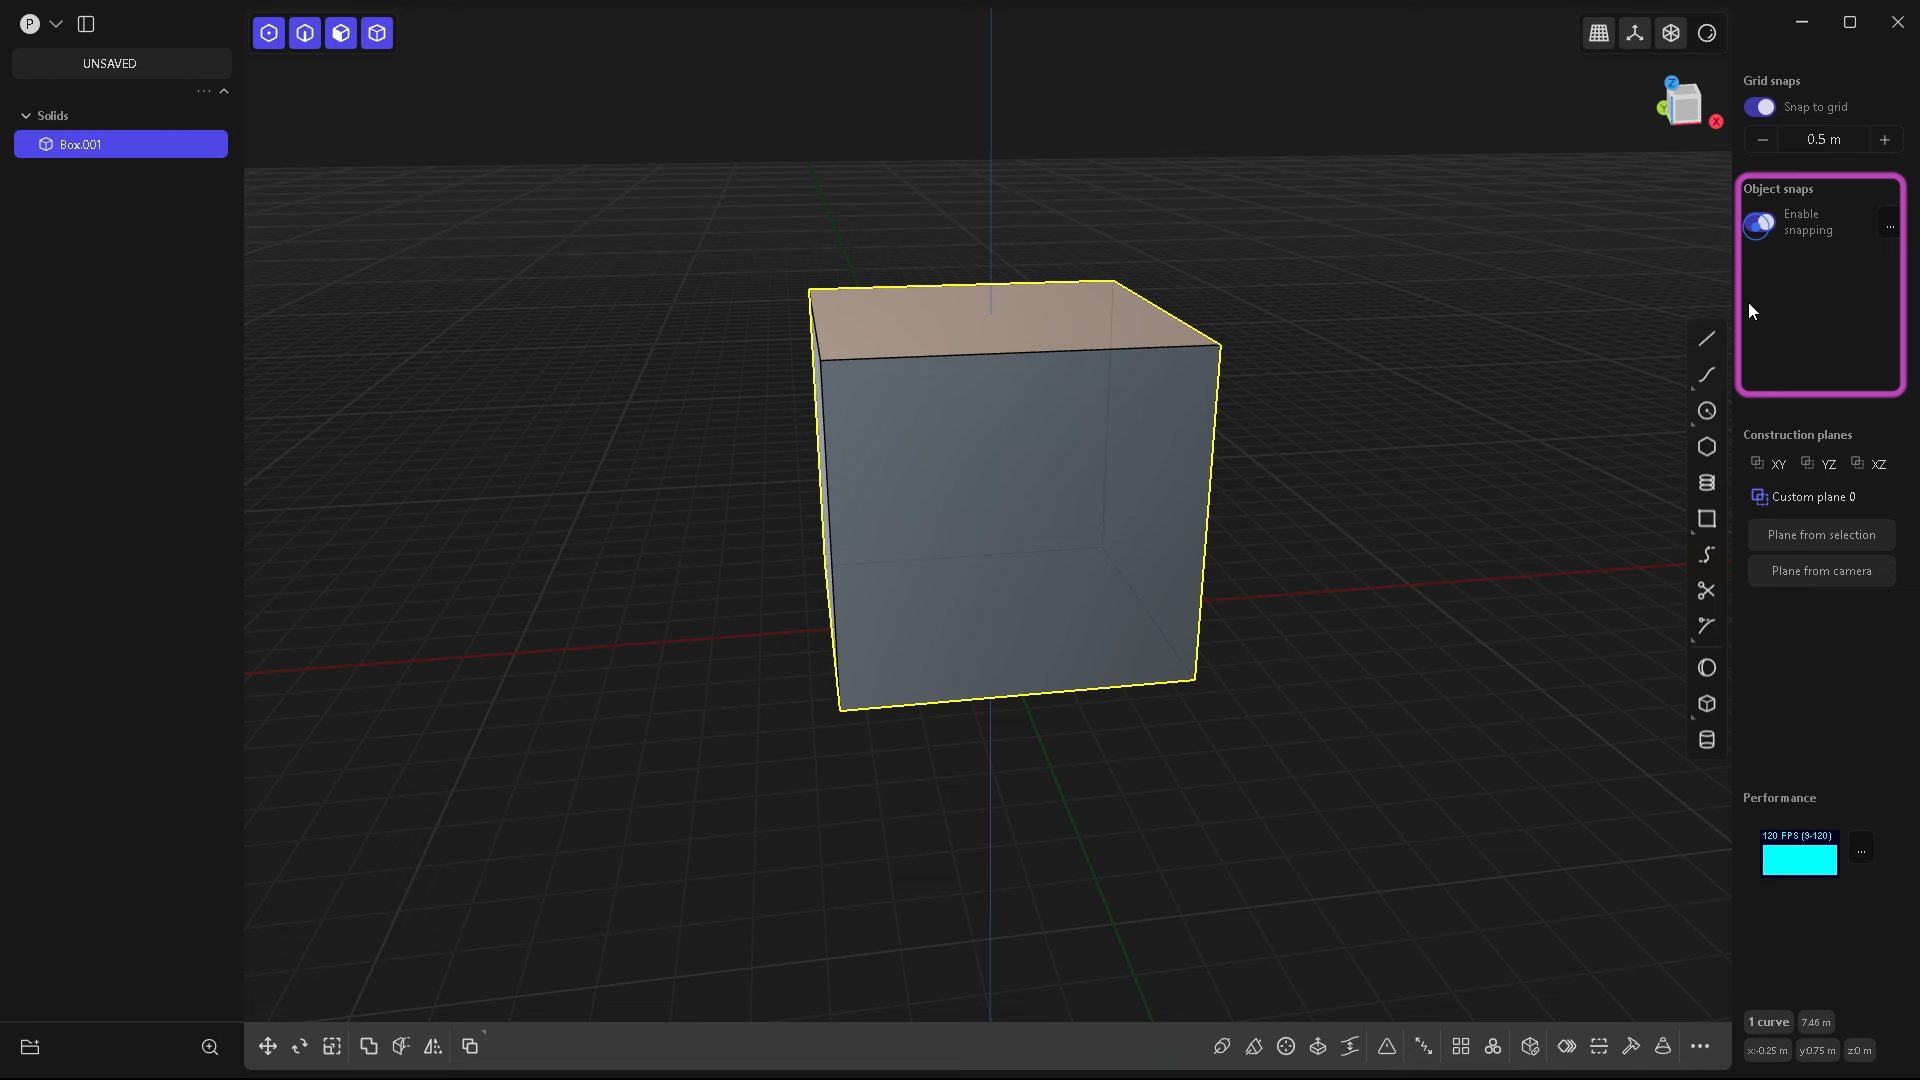 P
UNSAVED
Solids
Box.001
Z
Y
X
Grid snaps
Snap to grid
0.5 m
Object snaps
Enable
snapping
...
Construction planes
XY YZ XZ
Custom plane 0
Plane from selection
Plane from camera
Performance
120 FPS (9-120)
...
1 curve 7.46 m
x:-0.25 m y:0.75 m z:0 m